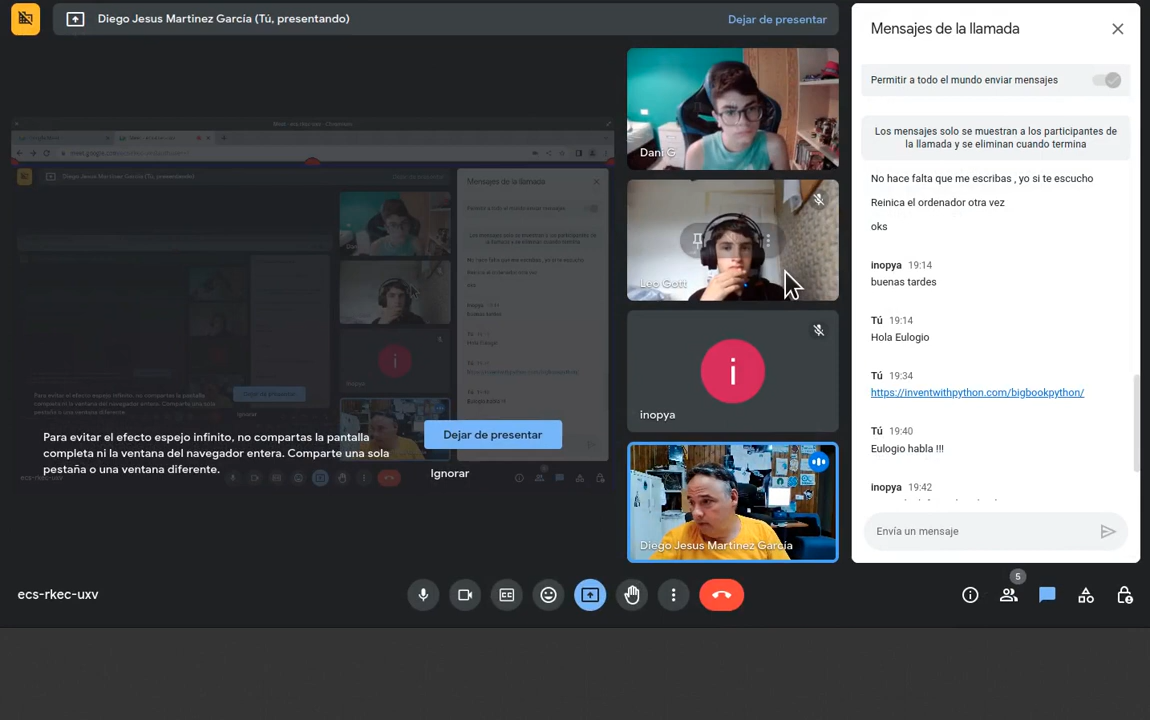 Diego Jesus Martinez García (Tú, presentando)
Dejar de presentar
Mensajes de la llamada
Permitir a todo el mundo enviar mensajes
Los mensajes solo se muestran a los participantes de
la llamada y se eliminan cuando termina
No hace falta que me escribas , yo si te escucho
Reinica el ordenador otra vez
oks
inopya 19:14
buenas tardes
Tú 19:14
Hola Eulogio
Tú 19:34
https://inventwithpython.com/bigbookpython/
Tú 19:40
Eulogio habla !!!
inopya 19:42
Envía un mensaje
Dani G
Leo Gott
i
inopya
Diego Jesus Martinez García
Mensajes de la llamada
Para evitar el efecto espejo infinito, no compartas la pantalla
completa ni la ventana del navegador entera. Comparte una sola
pestaña o una ventana diferente.
Dejar de presentar
Ignorar
ecs-rkec-uxv
5